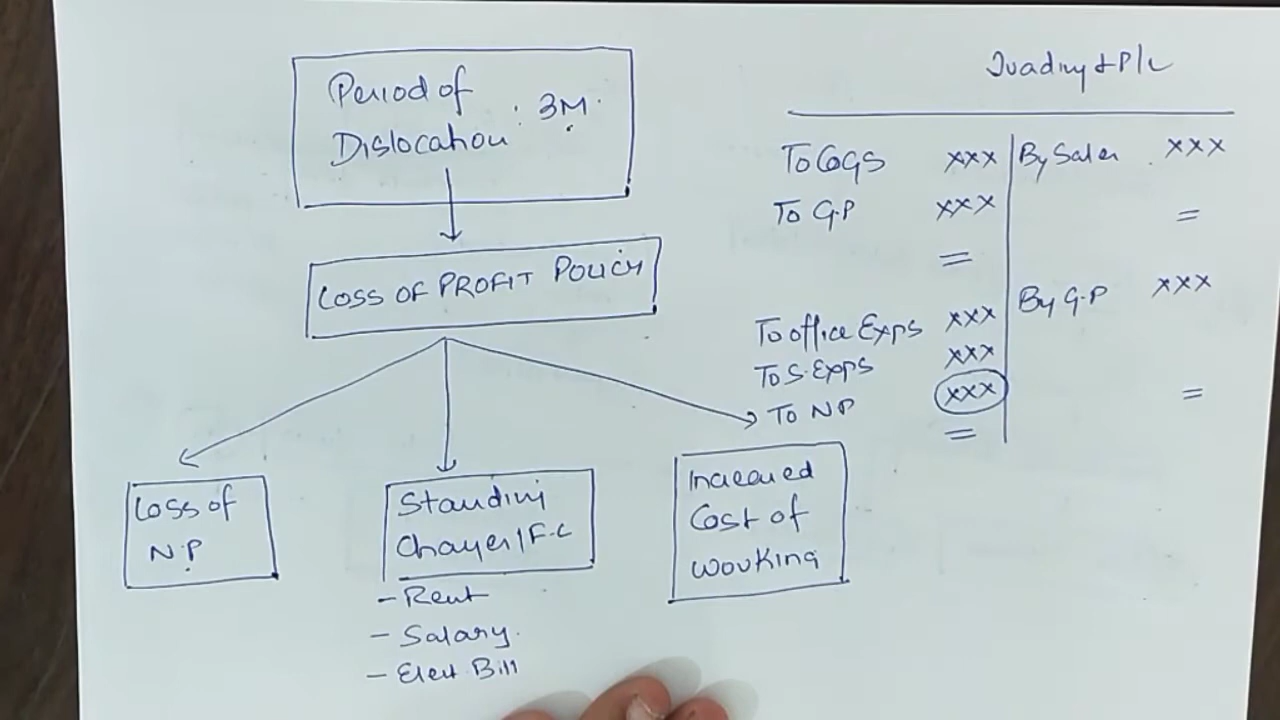 Period of
Dislocation : 3M.
LOSS OF PROFIT POLICY
Loss of
N.P
Standing
Charges / F.C
- Rent
- Salary.
- Elect. Bill
Increased
Cost of
Working
Trading & P/L
To COGS xxx By Sales xxx
To G.P xxx =
=
By G.P xxx
To office Exps xxx
To S. Exps xxx
To NP xxx =
=